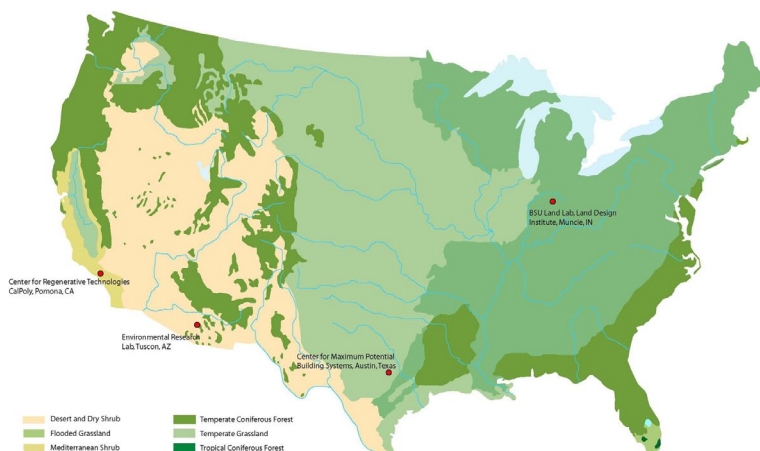 BSU Land Lab, Land Design
Institute, Muncie, IN
Center for Regenerative Technologies
CalPoly, Pomona, CA
Environmental Research
Lab, Tuscon, AZ
Center for Maximum Potential
Building Systems, Austin, Texas
Desert and Dry Shrub
Flooded Grassland
Mediterranean Shrub
Temperate Coniferous Forest
Temperate Grassland
Tropical Coniferous Forest